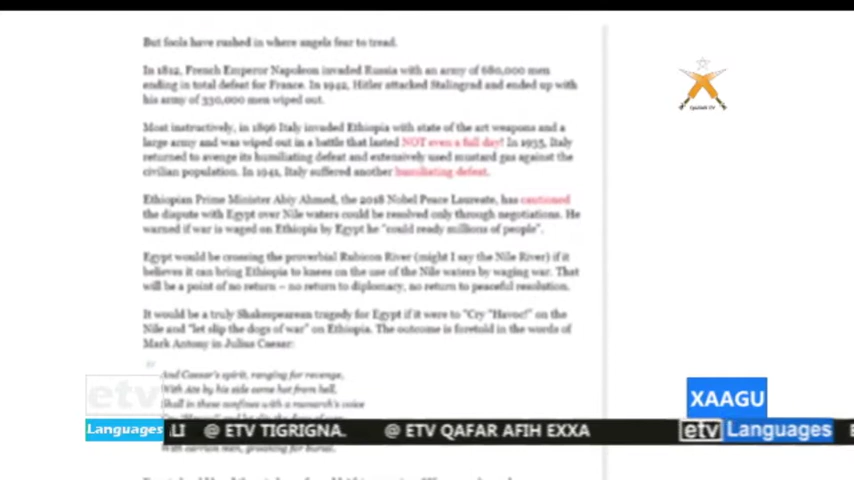 But fools have rushed in where angels fear to tread.
In 1812, French Emperor Napoleon invaded Russia with an army of 680,000 men
ending in total defeat for France. In 1942, Hitler attacked Stalingrad and ended up with
his army of 330,000 men wiped out.
Most instructively, in 1896 Italy invaded Ethiopia with state of the art weapons and a
large army and was wiped out in a battle that lasted NOT even a full day! In 1935, Italy
returned to avenge its humiliating defeat and extensively used mustard gas against the
civilian population. In 1941, Italy suffered another humiliating defeat.
Ethiopian Prime Minister Abiy Ahmed, the 2018 Nobel Peace Laureate, has cautioned
the dispute with Egypt over Nile waters could be resolved only through negotiations. He
warned if war is waged on Ethiopia by Egypt he "could ready millions of people".
Egypt would be crossing the proverbial Rubicon River (might I say the Nile River) if it
believes it can bring Ethiopia to knees on the use of the Nile waters by waging war. That
will be a point of no return – no return to diplomacy, no return to peaceful resolution.
It would be a truly Shakespearean tragedy for Egypt if it were to "Cry "Havoc!" on the
Nile and "let slip the dogs of war" on Ethiopia. The outcome is foretold in the words of
Mark Antony in Julius Caesar:
And Caesar's spirit, ranging for revenge,
With Ate by his side come hot from hell,
Shall in these confines with a monarch's voice
With carrion men, groaning for burial.
etv
Languages
XAAGU
@ ETV TIGRIGNA. @ ETV QAFAR AFIH EXXA
etv Languages